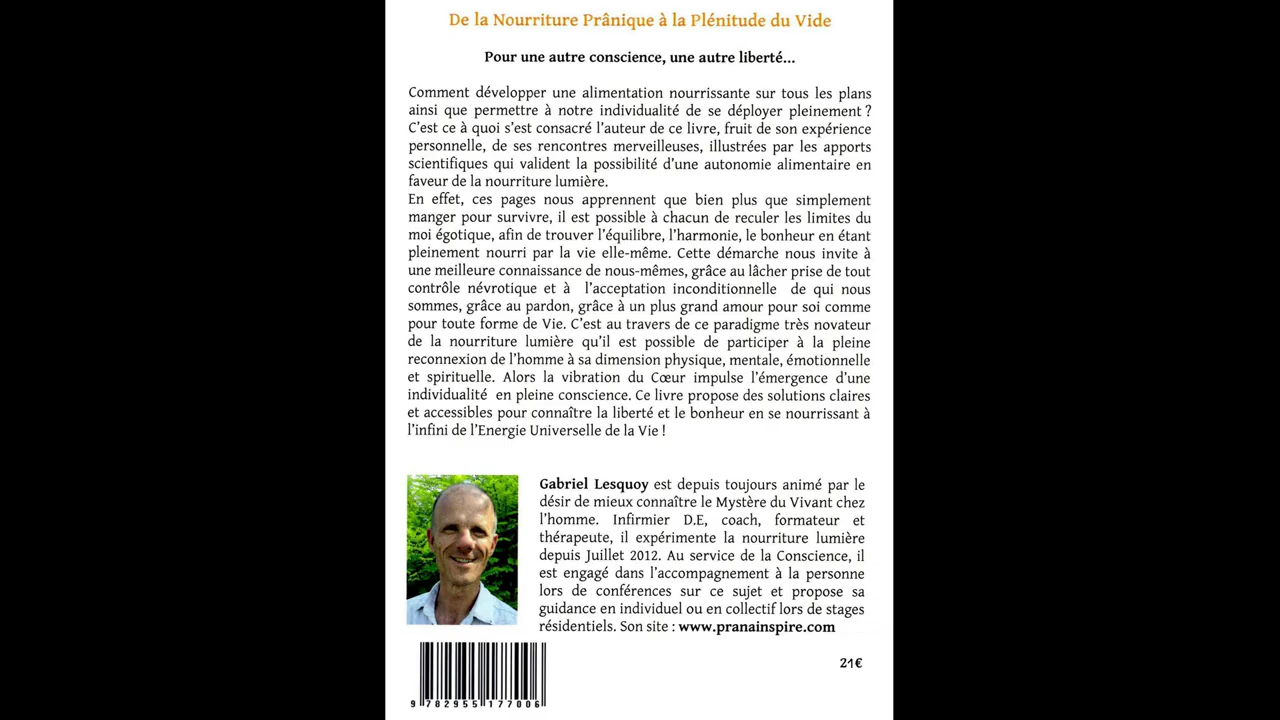 De la Nourriture Prânique à la Plénitude du Vide
Pour une autre conscience, une autre liberté...
Comment développer une alimentation nourrissante sur tous les plans
ainsi que permettre à notre individualité de se déployer pleinement ?
C'est ce à quoi s'est consacré l'auteur de ce livre, fruit de son expérience
personnelle, de ses rencontres merveilleuses, illustrées par les apports
scientifiques qui valident la possibilité d'une autonomie alimentaire en
faveur de la nourriture lumière.
En effet, ces pages nous apprennent que bien plus que simplement
manger pour survivre, il est possible à chacun de reculer les limites du
moi égotique, afin de trouver l'équilibre, l'harmonie, le bonheur en étant
pleinement nourri par la vie elle-même. Cette démarche nous invite à
une meilleure connaissance de nous-mêmes, grâce au lâcher prise de tout
contrôle névrotique et à l'acceptation inconditionnelle de qui nous
sommes, grâce au pardon, grâce à un plus grand amour pour soi comme
pour toute forme de Vie. C'est au travers de ce paradigme très novateur
de la nourriture lumière qu'il est possible de participer à la pleine
reconnexion de l'homme à sa dimension physique, mentale, émotionnelle
et spirituelle. Alors la vibration du Cœur impulse l'émergence d'une
individualité en pleine conscience. Ce livre propose des solutions claires
et accessibles pour connaître la liberté et le bonheur en se nourrissant à
l'infini de l'Energie Universelle de la Vie !
Gabriel Lesquoy est depuis toujours animé par le
désir de mieux connaître le Mystère du Vivant chez
l'homme. Infirmier D.E, coach, formateur et
thérapeute, il expérimente la nourriture lumière
depuis Juillet 2012. Au service de la Conscience, il
est engagé dans l'accompagnement à la personne
lors de conférences sur ce sujet et propose sa
guidance en individuel ou en collectif lors de stages
résidentiels. Son site : www.pranainspire.com
21€
9 782955 177006